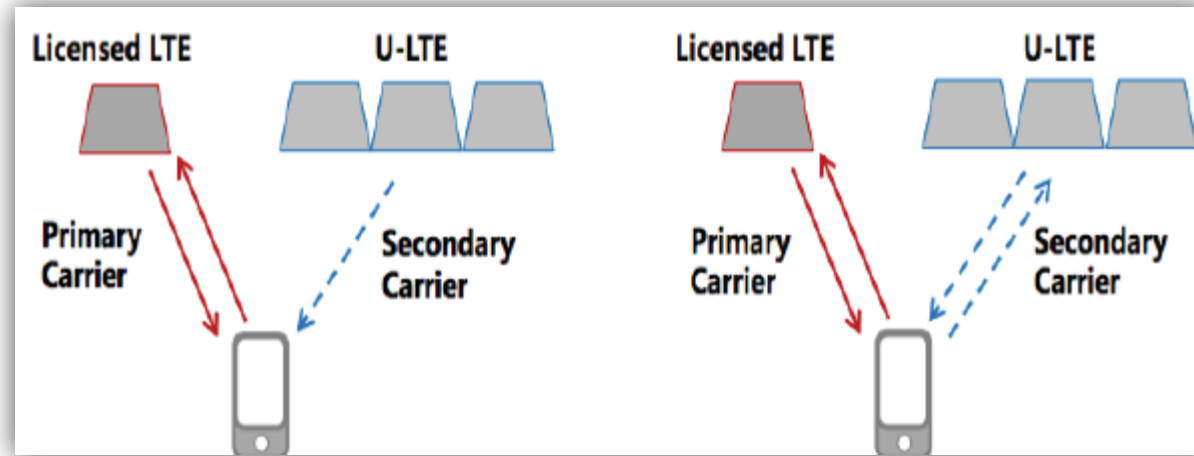 Licensed LTE
U-LTE
Primary
Carrier
Secondary
Carrier
Licensed LTE
U-LTE
Primary
Carrier
Secondary
Carrier